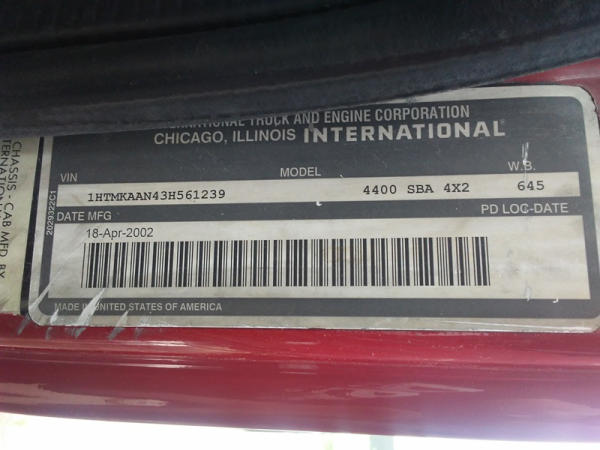 TRUCK AND ENGINE CORPORATION
CHICAGO, ILLINOIS INTERNATIONAL®
VIN MODEL W.B.
1HTMKAAN43H561239 4400 SBA 4X2 645
DATE MFG PD LOC-DATE
18-Apr-2002
MADE IN UNITED STATES OF AMERICA
2029322C1
CHASSIS - CAB MFD. BY